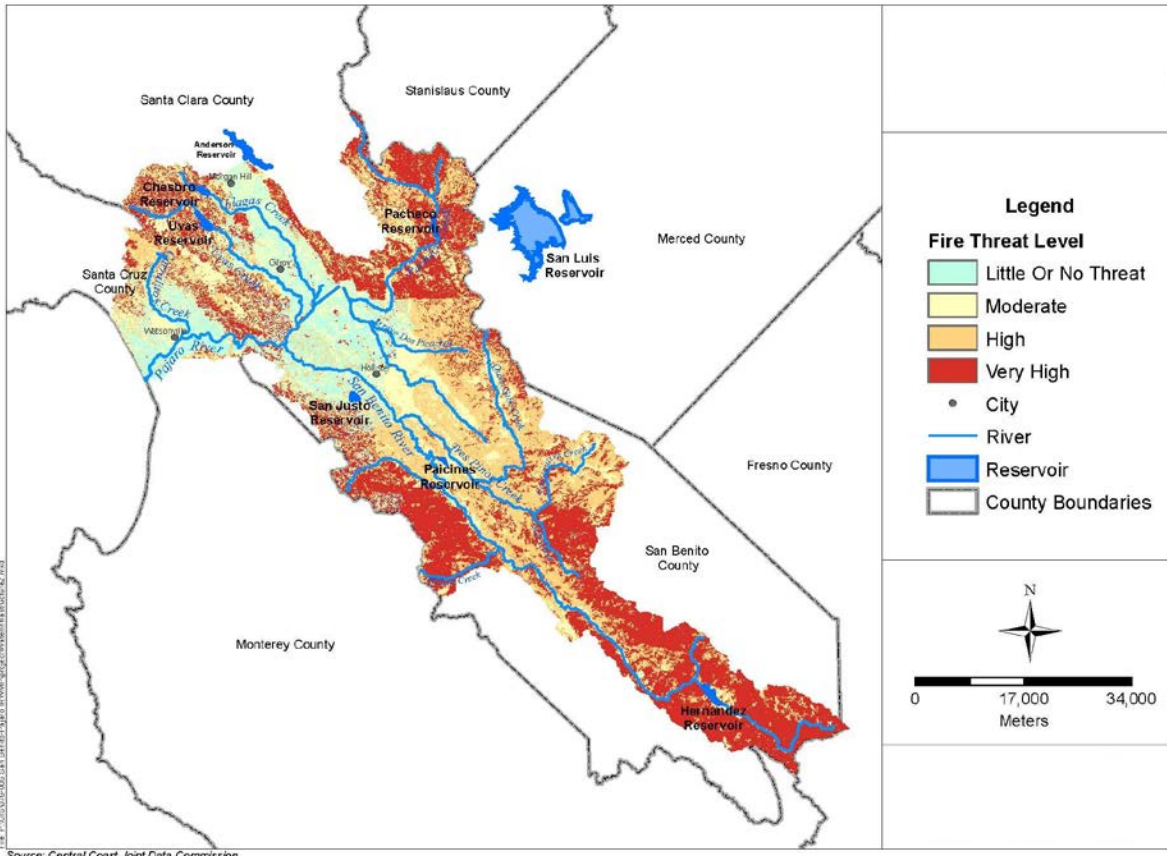 Santa Clara County
Stanislaus County
Anderson
Reservoir
Morgan Hill
Chesbro
Reservoir
Llagas Creek
Uvas
Reservoir
Pacheco
Reservoir
San Luis
Reservoir
Merced County
Santa Cruz
County
Uvas Creek
Gilroy
Creek
Watsonville
Pajaro River
Hollister
San Justo
Reservoir
San Benito River
Tres Pinos Creek
Paicines
Reservoir
Fresno County
San Benito
County
Creek
Monterey County
Hernandez
Reservoir
Legend
Fire Threat Level
Little Or No Threat
Moderate
High
Very High
City
River
Reservoir
County Boundaries
N
0 17,000 34,000
Meters
Source: Central Coast Joint Data Commission